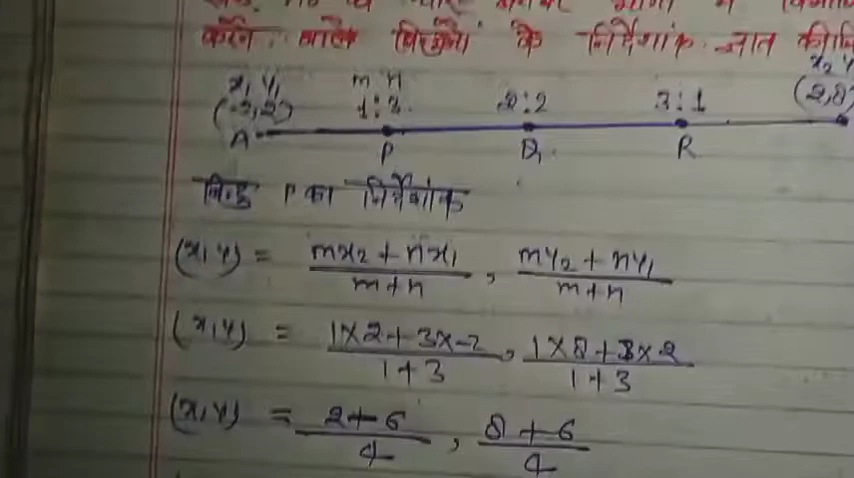 करने वाले बिन्दुओं के निर्देशांक ज्ञात कीजि
x₁ y₁ m n x₂ y
(-2,2) 1:3 2:2 3:1 (2,8)
A P Q R
बिन्दु P का निर्देशांक
(x,y) = mx₂+nx₁/m+n , my₂+ny₁/m+n
(x,y) = 1×2+3×-2/1+3 , 1×8+3×2/1+3
(x,y) = 2+6/4 , 8+6/4